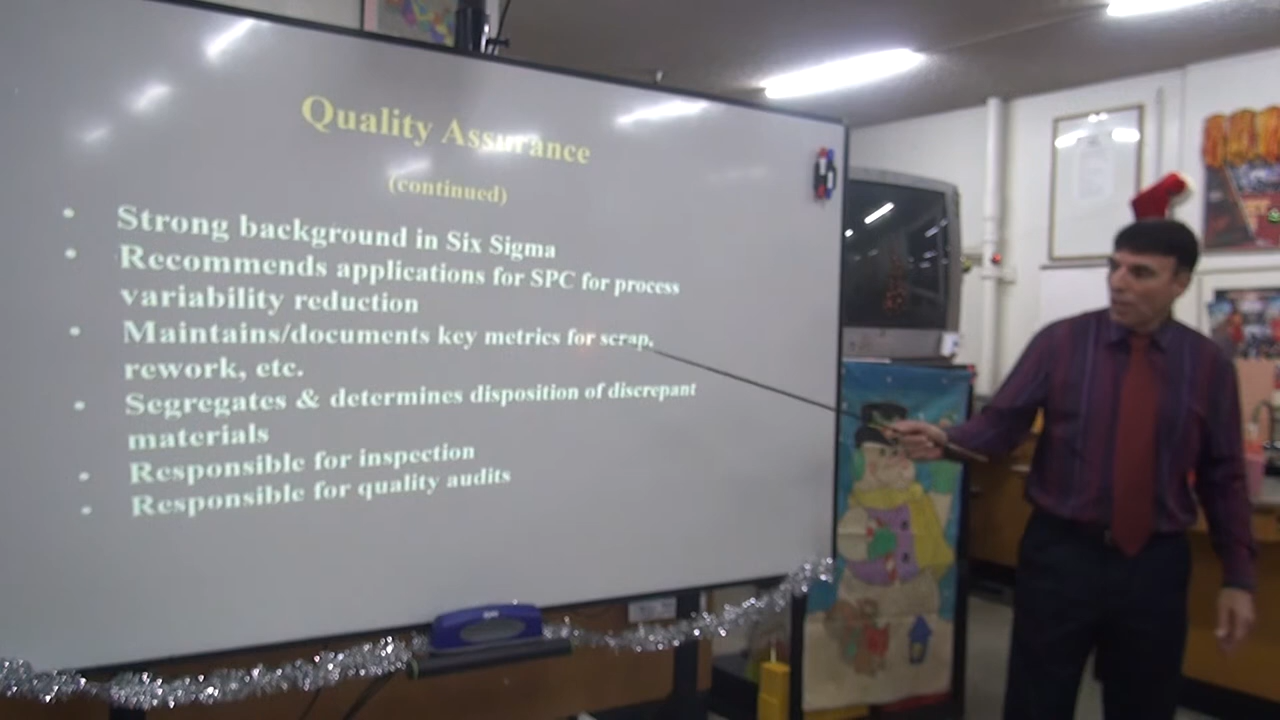 Quality Assurance
(continued)
• Strong background in Six Sigma
• Recommends applications for SPC for process
variability reduction
• Maintains/documents key metrics for scrap,
rework, etc.
• Segregates & determines disposition of discrepant
materials
• Responsible for inspection
• Responsible for quality audits